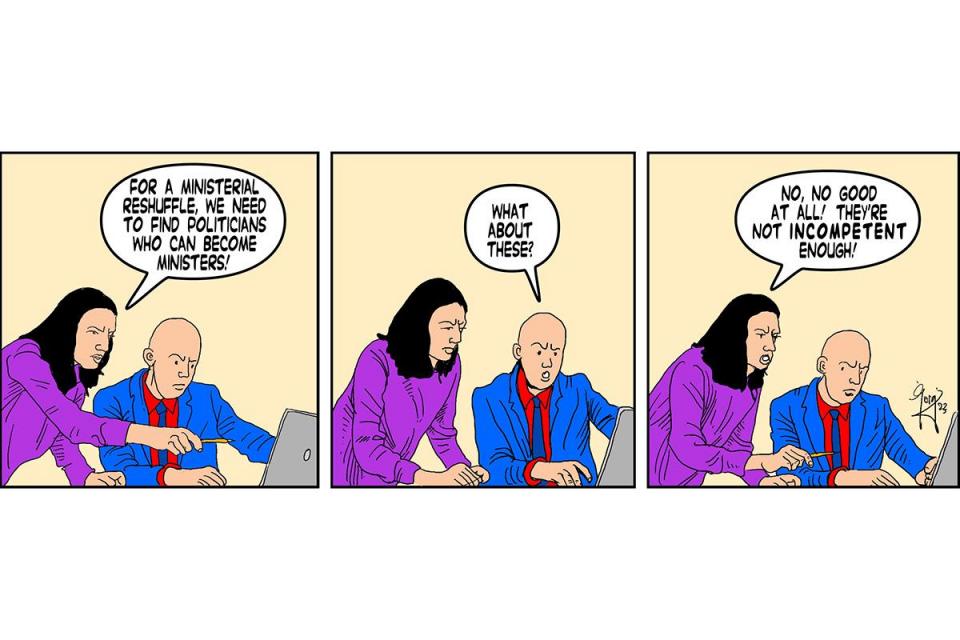 FOR A MINISTERIAL
RESHUFFLE, WE NEED
TO FIND POLITICIANS
WHO CAN BECOME
MINISTERS!
WHAT
ABOUT
THESE?
NO, NO GOOD
AT ALL! THEY'RE
NOT INCOMPETENT
ENOUGH!
'23